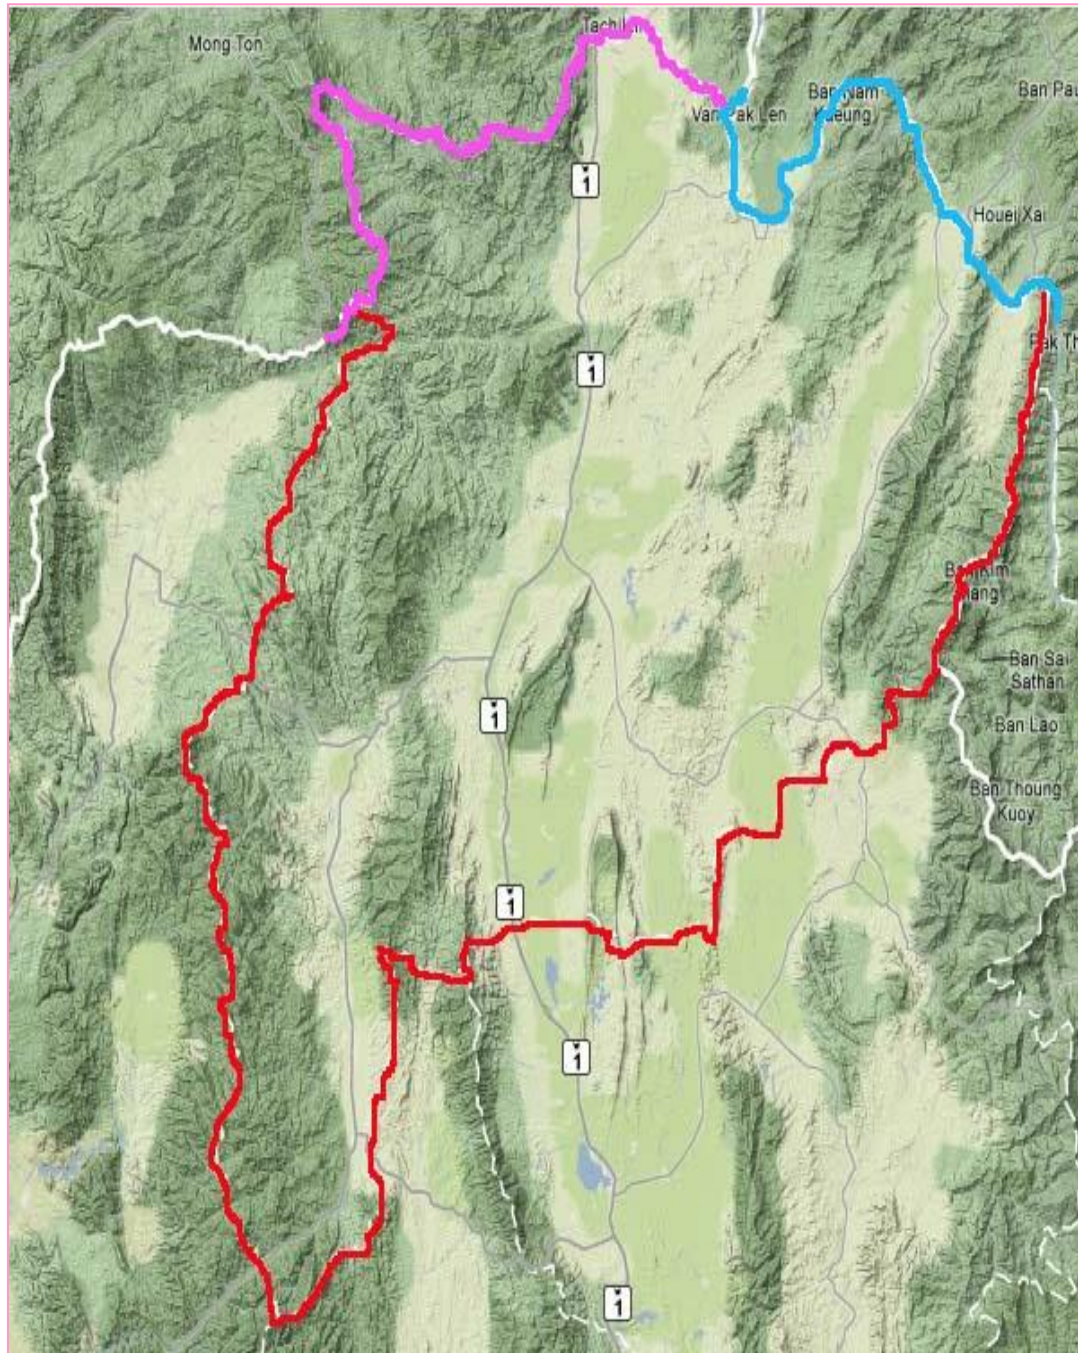 Tachilei
Mong Ton
Ban Nam
Kueung
Ban Pau
Van Pak Len
1
Houei Xai
Pak Th
1
Ban Kim
Ban Sai
Sathan
1
Ban Lao
Ban Thoung
Kuoy
1
1
1